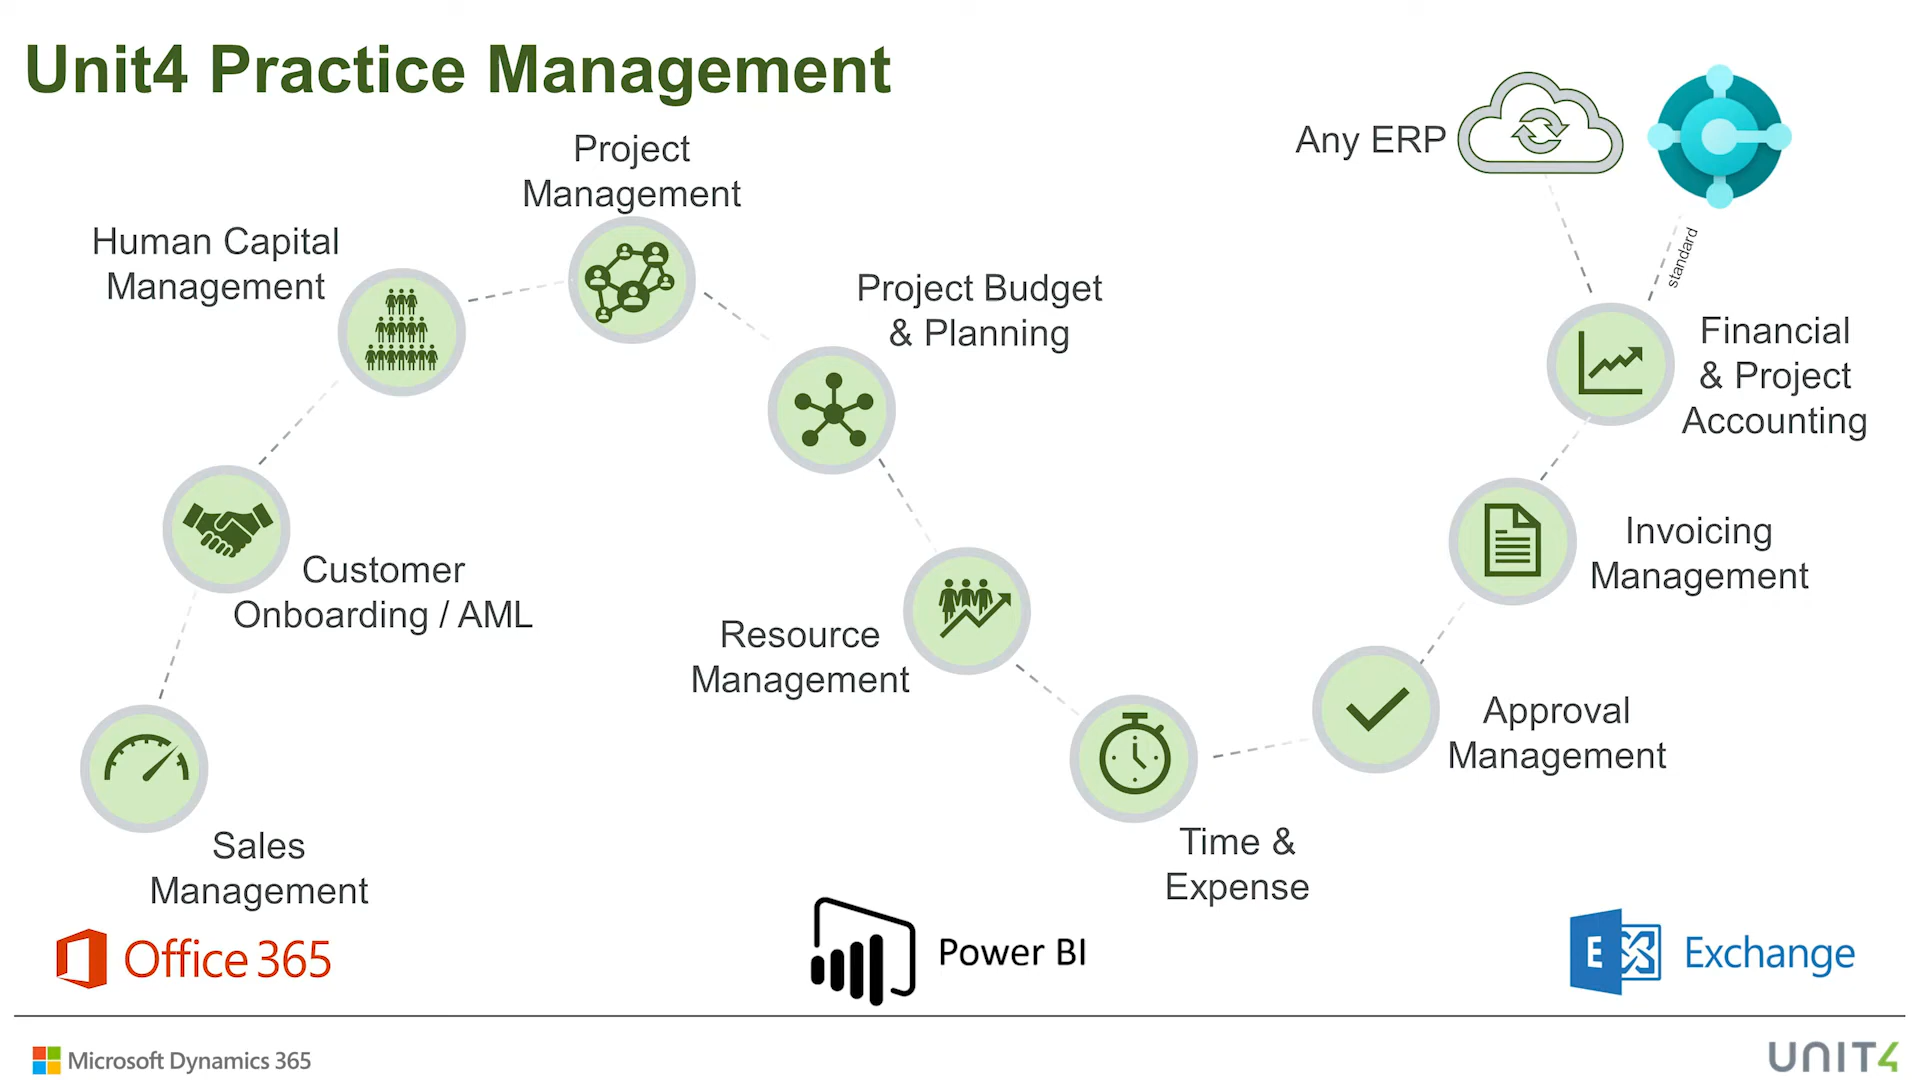 Unit4 Practice Management
Any ERP
Project
Management
standard
Human Capital
Management
Project Budget
& Planning
Financial
& Project
Accounting
Customer
Onboarding / AML
Invoicing
Management
Resource
Management
Approval
Management
Sales
Management
Time &
Expense
Office 365
Power BI
E
Exchange
Microsoft Dynamics 365
UNIT4